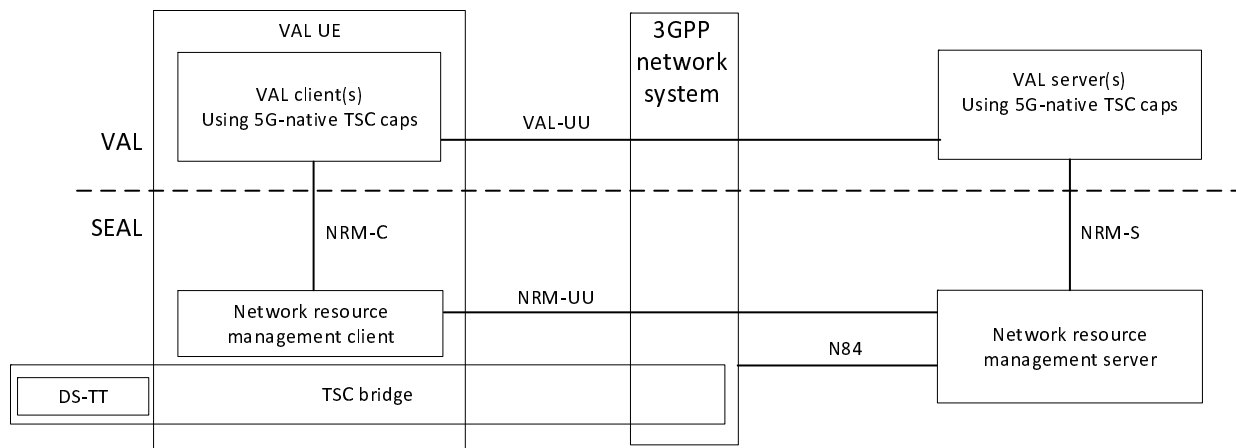 VAL UE
3GPP
network
system
VAL client(s)
Using 5G-native TSC caps
VAL server(s)
Using 5G-native TSC caps
VAL-UU
VAL
SEAL
NRM-C
NRM-S
NRM-UU
Network resource
management client
Network resource
management server
N84
DS-TT
TSC bridge